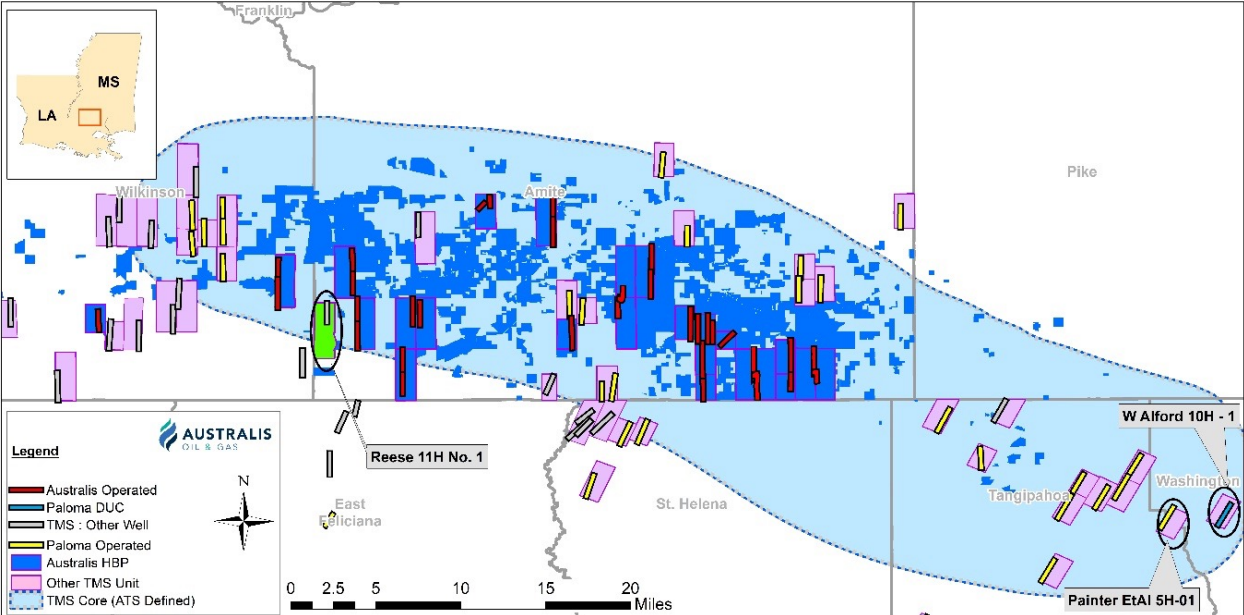 Franklin
MS
LA
Wilkinson
Amite
Pike
W Alford 10H - 1
AUSTRALIS
OIL & GAS
Legend
Reese 11H No. 1
N
Australis Operated
Paloma DUC
TMS : Other Well
Paloma Operated
Australis HBP
Other TMS Unit
TMS Core (ATS Defined)
East
Feliciana
St. Helena
Tangipahoa
Washington
0 2.5 5 10 15 20
Miles
Painter EtAl 5H-01